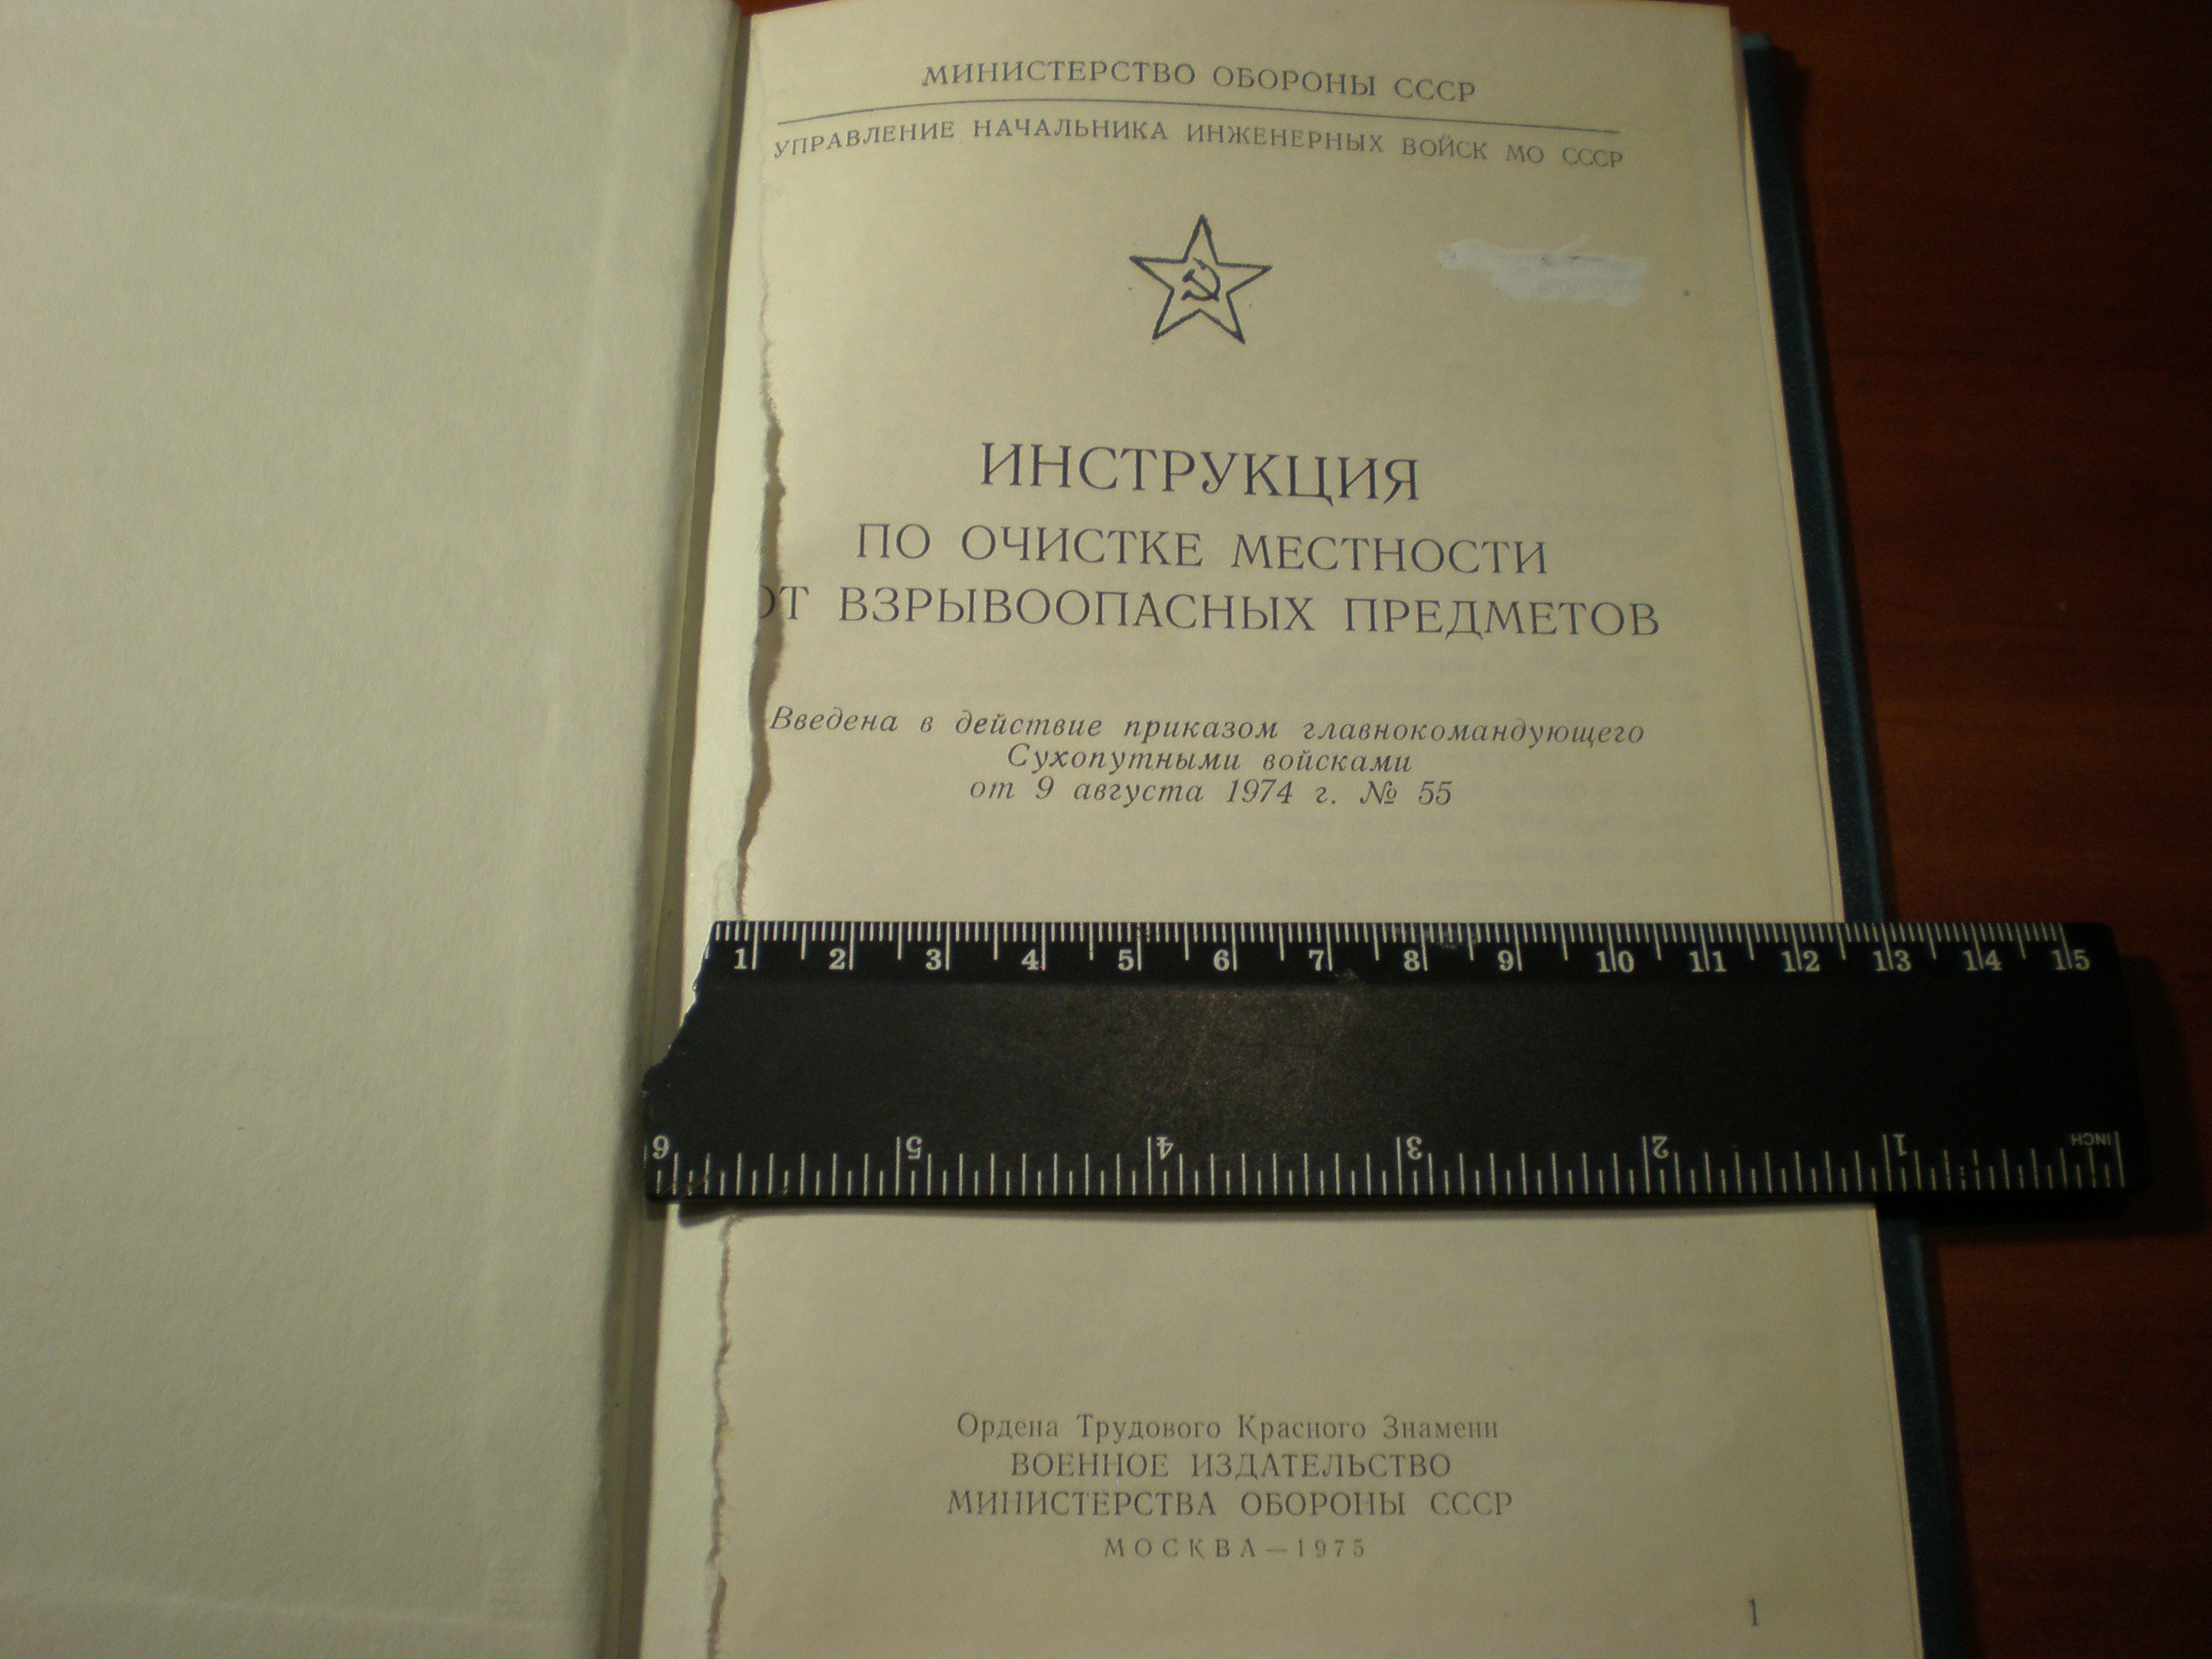 МИНИСТЕРСТВО ОБОРОНЫ СССР
УПРАВЛЕНИЕ НАЧАЛЬНИКА ИНЖЕНЕРНЫХ ВОЙСК МО СССР
ИНСТРУКЦИЯ
ПО ОЧИСТКЕ МЕСТНОСТИ
ОТ ВЗРЫВООПАСНЫХ ПРЕДМЕТОВ
Введена в действие приказом главнокомандующего
Сухопутными войсками
от 9 августа 1974 г. № 55
1 2 3 4 5 6 7 8 9 10 11 12 13 14 15
6 5 4 3 2 1 INCH
Ордена Трудового Красного Знамени
ВОЕННОЕ ИЗДАТЕЛЬСТВО
МИНИСТЕРСТВА ОБОРОНЫ СССР
МОСКВА — 1975
1